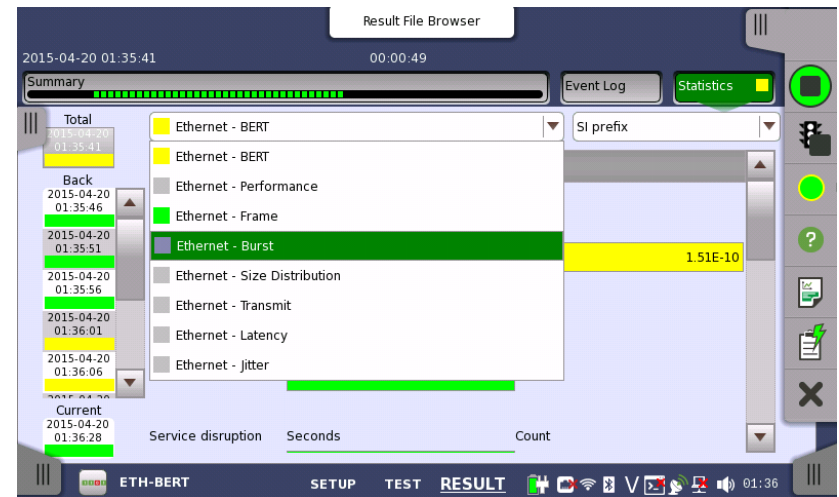 Result File Browser
2015-04-20 01:35:41
00:00:49
Summary
Event Log
Statistics
Total
2015-04-20
01:35:41
Ethernet - BERT
SI prefix
Back
2015-04-20
01:35:46
2015-04-20
01:35:51
2015-04-20
01:35:56
2015-04-20
01:36:01
2015-04-20
01:36:06
Ethernet - BERT
Ethernet - Performance
Ethernet - Frame
Ethernet - Burst
Ethernet - Size Distribution
Ethernet - Transmit
Ethernet - Latency
Ethernet - Jitter
1.51E-10
Current
2015-04-20
01:36:28
Service disruption Seconds Count
ETH-BERT SETUP TEST RESULT 01:36